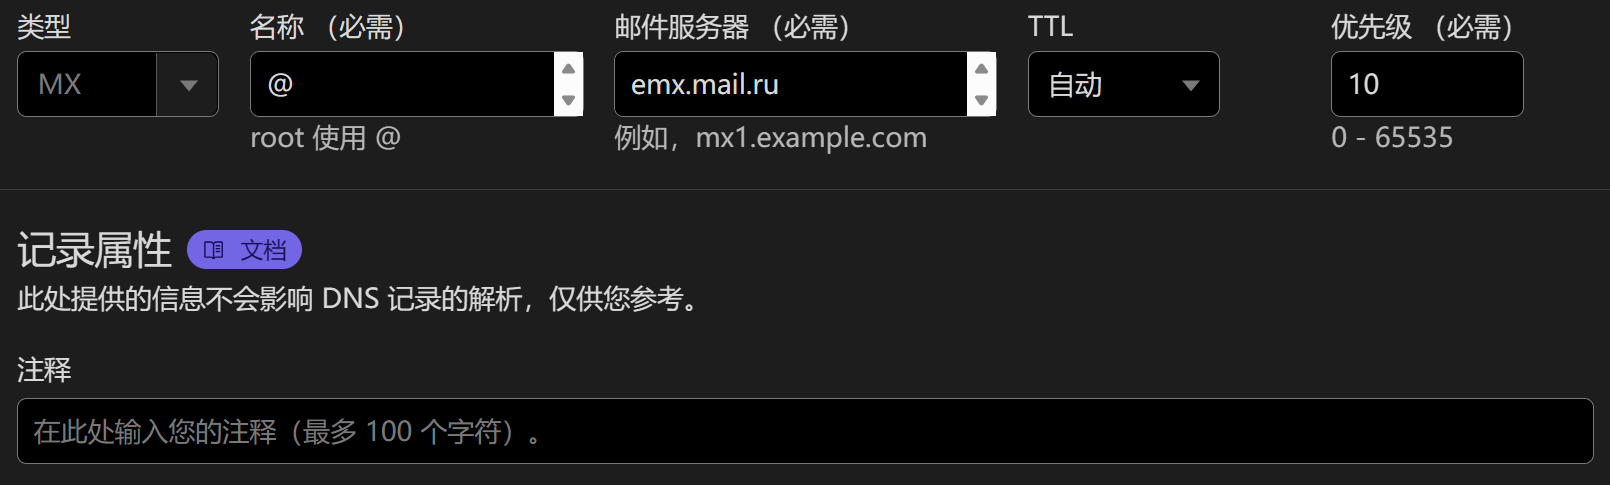 类型 名称 （必需） 邮件服务器 （必需） TTL 优先级 （必需）
MX @ emx.mail.ru 自动 10
root 使用 @ 例如，mx1.example.com 0 - 65535
记录属性 文档
此处提供的信息不会影响 DNS 记录的解析，仅供您参考。
注释
在此处输入您的注释（最多 100 个字符）。